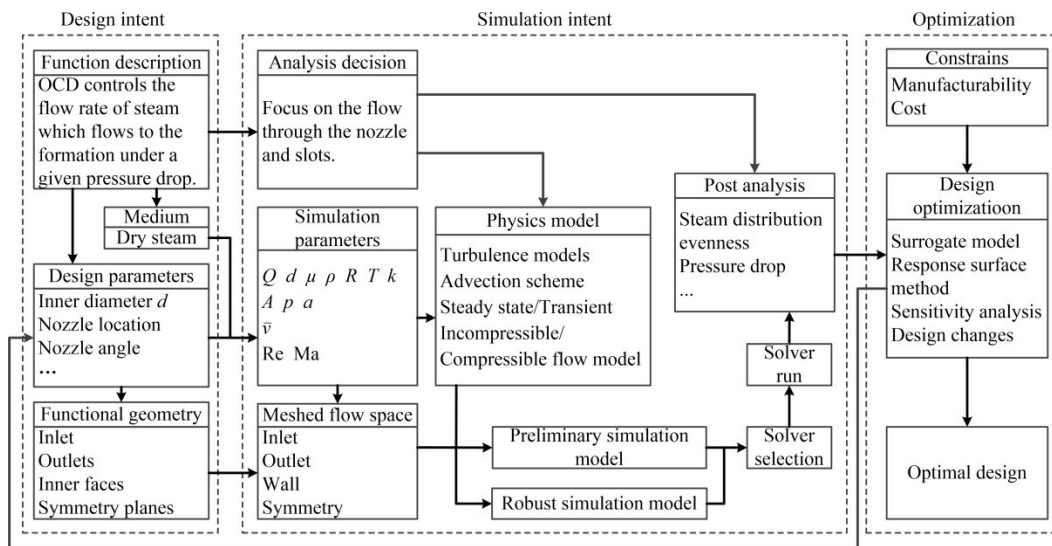 Design intent
Function description
OCD controls the
flow rate of steam
which flows to the
formation under a
given pressure drop.
Medium
Dry steam
Design parameters
Inner diameter d
Nozzle location
Nozzle angle
...
Functional geometry
Inlet
Outlets
Inner faces
Symmetry planes
Simulation intent
Analysis decision
Focus on the flow
through the nozzle
and slots.
Simulation
parameters
Q d μ ρ R T k
A p a
v̄
Re Ma
Meshed flow space
Inlet
Outlet
Wall
Symmetry
Physics model
Turbulence models
Advection scheme
Steady state/Transient
Incompressible/
Compressible flow model
Preliminary simulation
model
Robust simulation model
Post analysis
Steam distribution
evenness
Pressure drop
...
Solver
run
Solver
selection
Optimization
Constrains
Manufacturability
Cost
Design
optimizatioon
Surrogate model
Response surface
method
Sensitivity analysis
Design changes
Optimal design